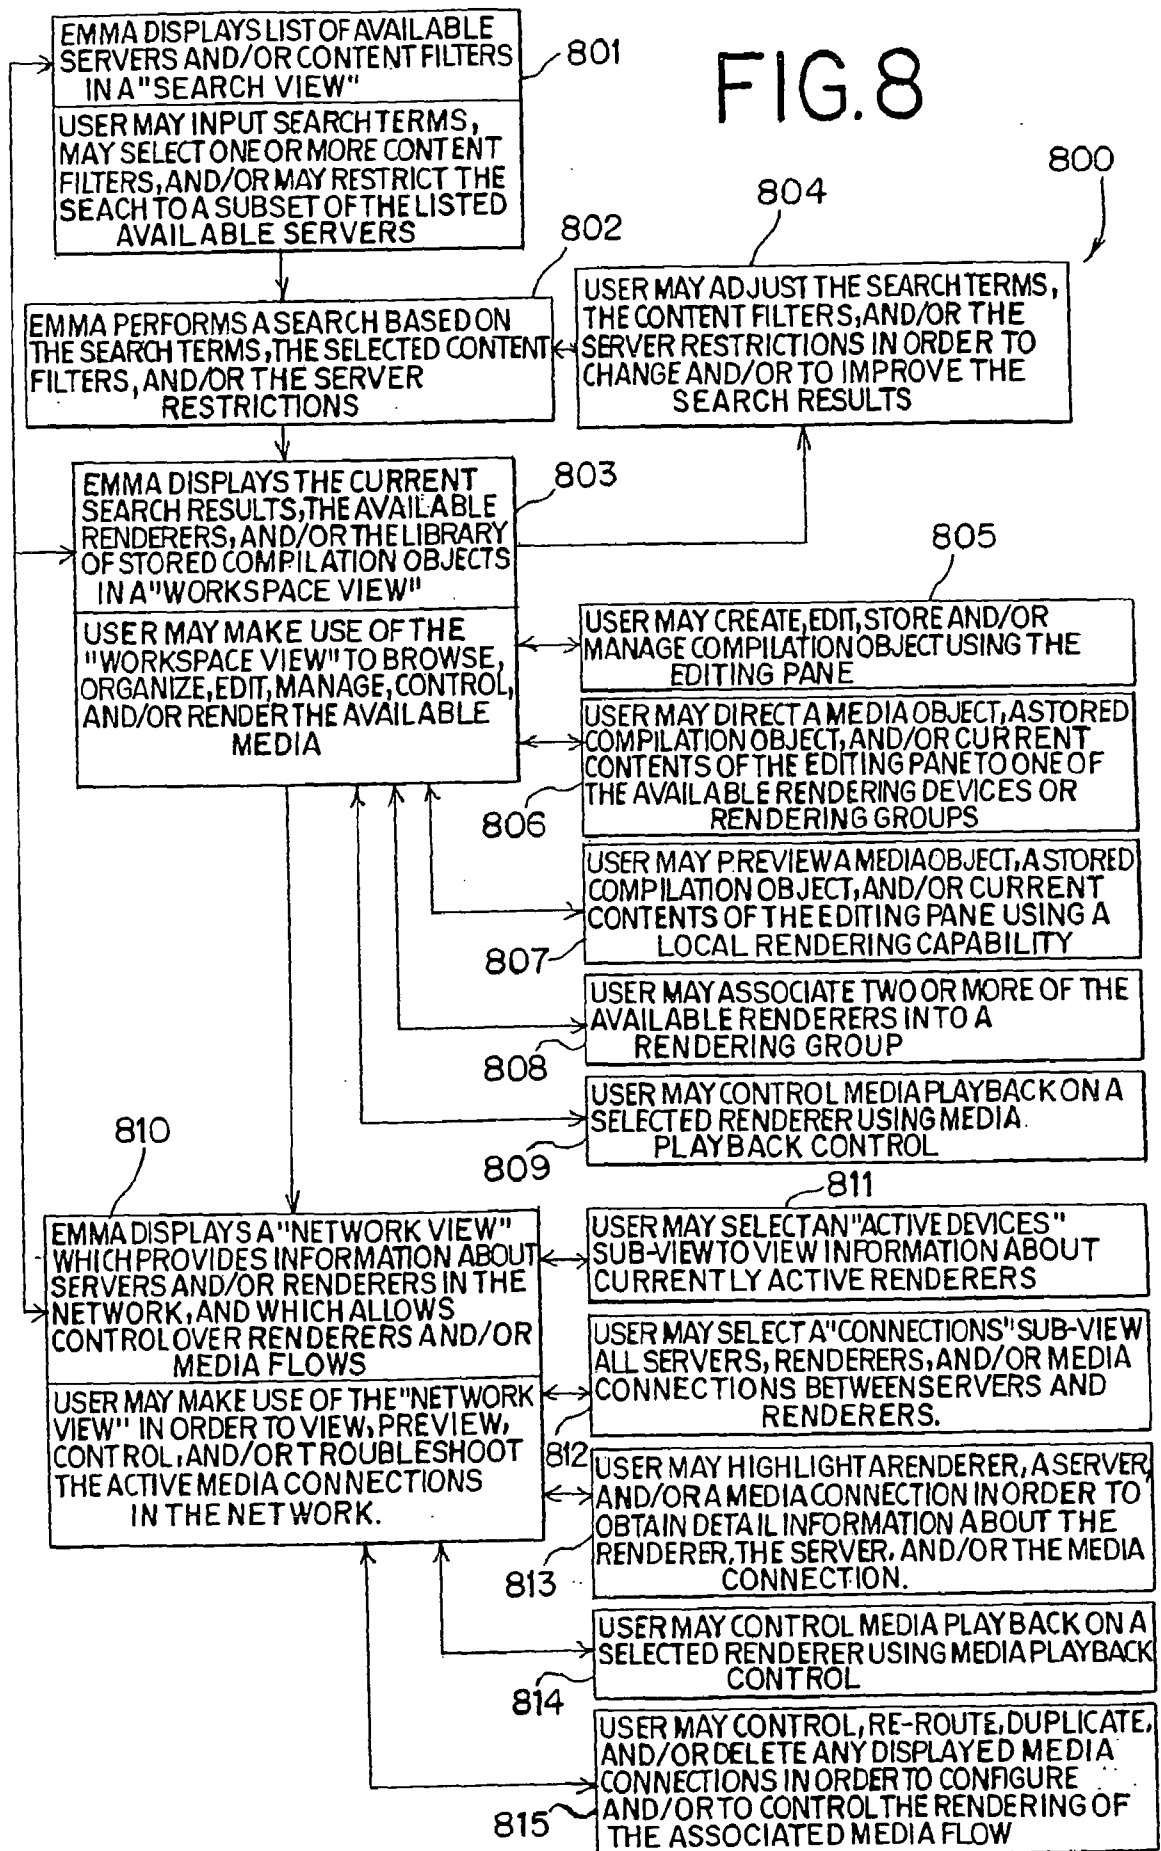 FIG. 8
800
EMMA DISPLAYS LIST OF AVAILABLE
SERVERS AND/OR CONTENT FILTERS
IN A "SEARCH VIEW"
801
USER MAY INPUT SEARCH TERMS,
MAY SELECT ONE OR MORE CONTENT
FILTERS, AND/OR MAY RESTRICT THE
SEACH TO A SUBSET OF THE LISTED
AVAILABLE SERVERS
802
EMMA PERFORMS A SEARCH BASED ON
THE SEARCH TERMS, THE SELECTED CONTENT
FILTERS, AND/OR THE SERVER
RESTRICTIONS
804
USER MAY ADJUST THE SEARCH TERMS,
THE CONTENT FILTERS, AND/OR THE
SERVER RESTRICTIONS IN ORDER TO
CHANGE AND/OR TO IMPROVE THE
SEARCH RESULTS
803
EMMA DISPLAYS THE CURRENT
SEARCH RESULTS, THE AVAILABLE
RENDERERS, AND/OR THE LIBRARY
OF STORED COMPILATION OBJECTS
IN A "WORKSPACE VIEW"
USER MAY MAKE USE OF THE
"WORKSPACE VIEW" TO BROWSE,
ORGANIZE, EDIT, MANAGE, CONTROL,
AND/OR RENDER THE AVAILABLE
MEDIA
805
USER MAY CREATE, EDIT, STORE AND/OR
MANAGE COMPILATION OBJECT USING THE
EDITING PANE
USER MAY DIRECT A MEDIA OBJECT, A STORED
COMPILATION OBJECT, AND/OR CURRENT
CONTENTS OF THE EDITING PANE TO ONE OF
THE AVAILABLE RENDERING DEVICES OR
RENDERING GROUPS
806
USER MAY PREVIEW A MEDIA OBJECT, A STORED
COMPILATION OBJECT, AND/OR CURRENT
CONTENTS OF THE EDITING PANE USING A
LOCAL RENDERING CAPABILITY
807
USER MAY ASSOCIATE TWO OR MORE OF THE
AVAILABLE RENDERERS INTO A
RENDERING GROUP
808
USER MAY CONTROL MEDIA PLAYBACK ON A
SELECTED RENDERER USING MEDIA
PLAYBACK CONTROL
809
810
EMMA DISPLAYS A "NETWORK VIEW"
WHICH PROVIDES INFORMATION ABOUT
SERVERS AND/OR RENDERERS IN THE
NETWORK, AND WHICH ALLOWS
CONTROL OVER RENDERERS AND/OR
MEDIA FLOWS
USER MAY MAKE USE OF THE "NETWORK
VIEW" IN ORDER TO VIEW, PREVIEW,
CONTROL, AND/OR TROUBLESHOOT
THE ACTIVE MEDIA CONNECTIONS
IN THE NETWORK.
811
USER MAY SELECT AN "ACTIVE DEVICES"
SUB-VIEW TO VIEW INFORMATION ABOUT
CURRENTLY ACTIVE RENDERERS
USER MAY SELECT A "CONNECTIONS" SUB-VIEW
ALL SERVERS, RENDERERS, AND/OR MEDIA
CONNECTIONS BETWEEN SERVERS AND
RENDERERS.
812
USER MAY HIGHLIGHT A RENDERER, A SERVER,
AND/OR A MEDIA CONNECTION IN ORDER TO
OBTAIN DETAIL INFORMATION ABOUT THE
RENDERER, THE SERVER, AND/OR THE MEDIA
CONNECTION.
813
USER MAY CONTROL MEDIA PLAYBACK ON A
SELECTED RENDERER USING MEDIA PLAYBACK
CONTROL
814
USER MAY CONTROL, RE-ROUTE, DUPLICATE,
AND/OR DELETE ANY DISPLAYED MEDIA
CONNECTIONS IN ORDER TO CONFIGURE
AND/OR TO CONTROL THE RENDERING OF
THE ASSOCIATED MEDIA FLOW
815